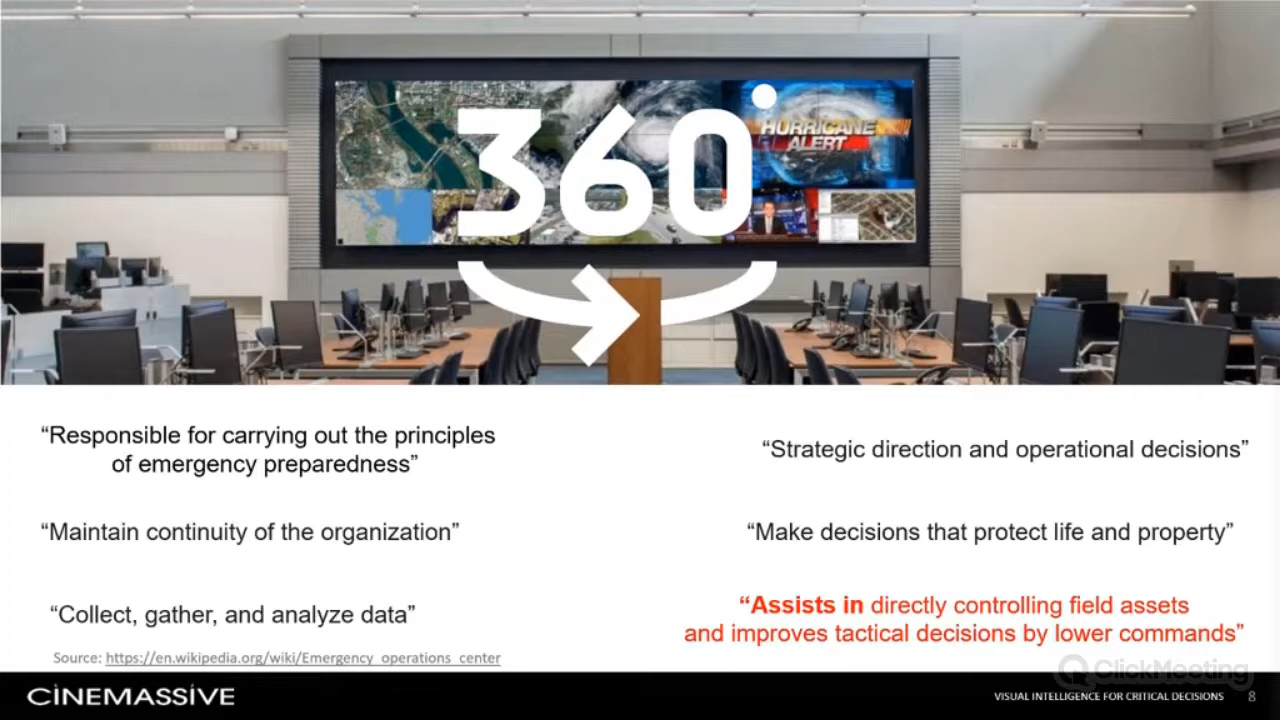 360°
HURRICANE
ALERT
“Responsible for carrying out the principles
of emergency preparedness”
“Strategic direction and operational decisions”
“Maintain continuity of the organization”
“Make decisions that protect life and property”
“Collect, gather, and analyze data”
“Assists in directly controlling field assets
and improves tactical decisions by lower commands”
Source: https://en.wikipedia.org/wiki/Emergency_operations_center
ClickMeeting
CİNEMASSİVE
VISUAL INTELLIGENCE FOR CRITICAL DECISIONS
8